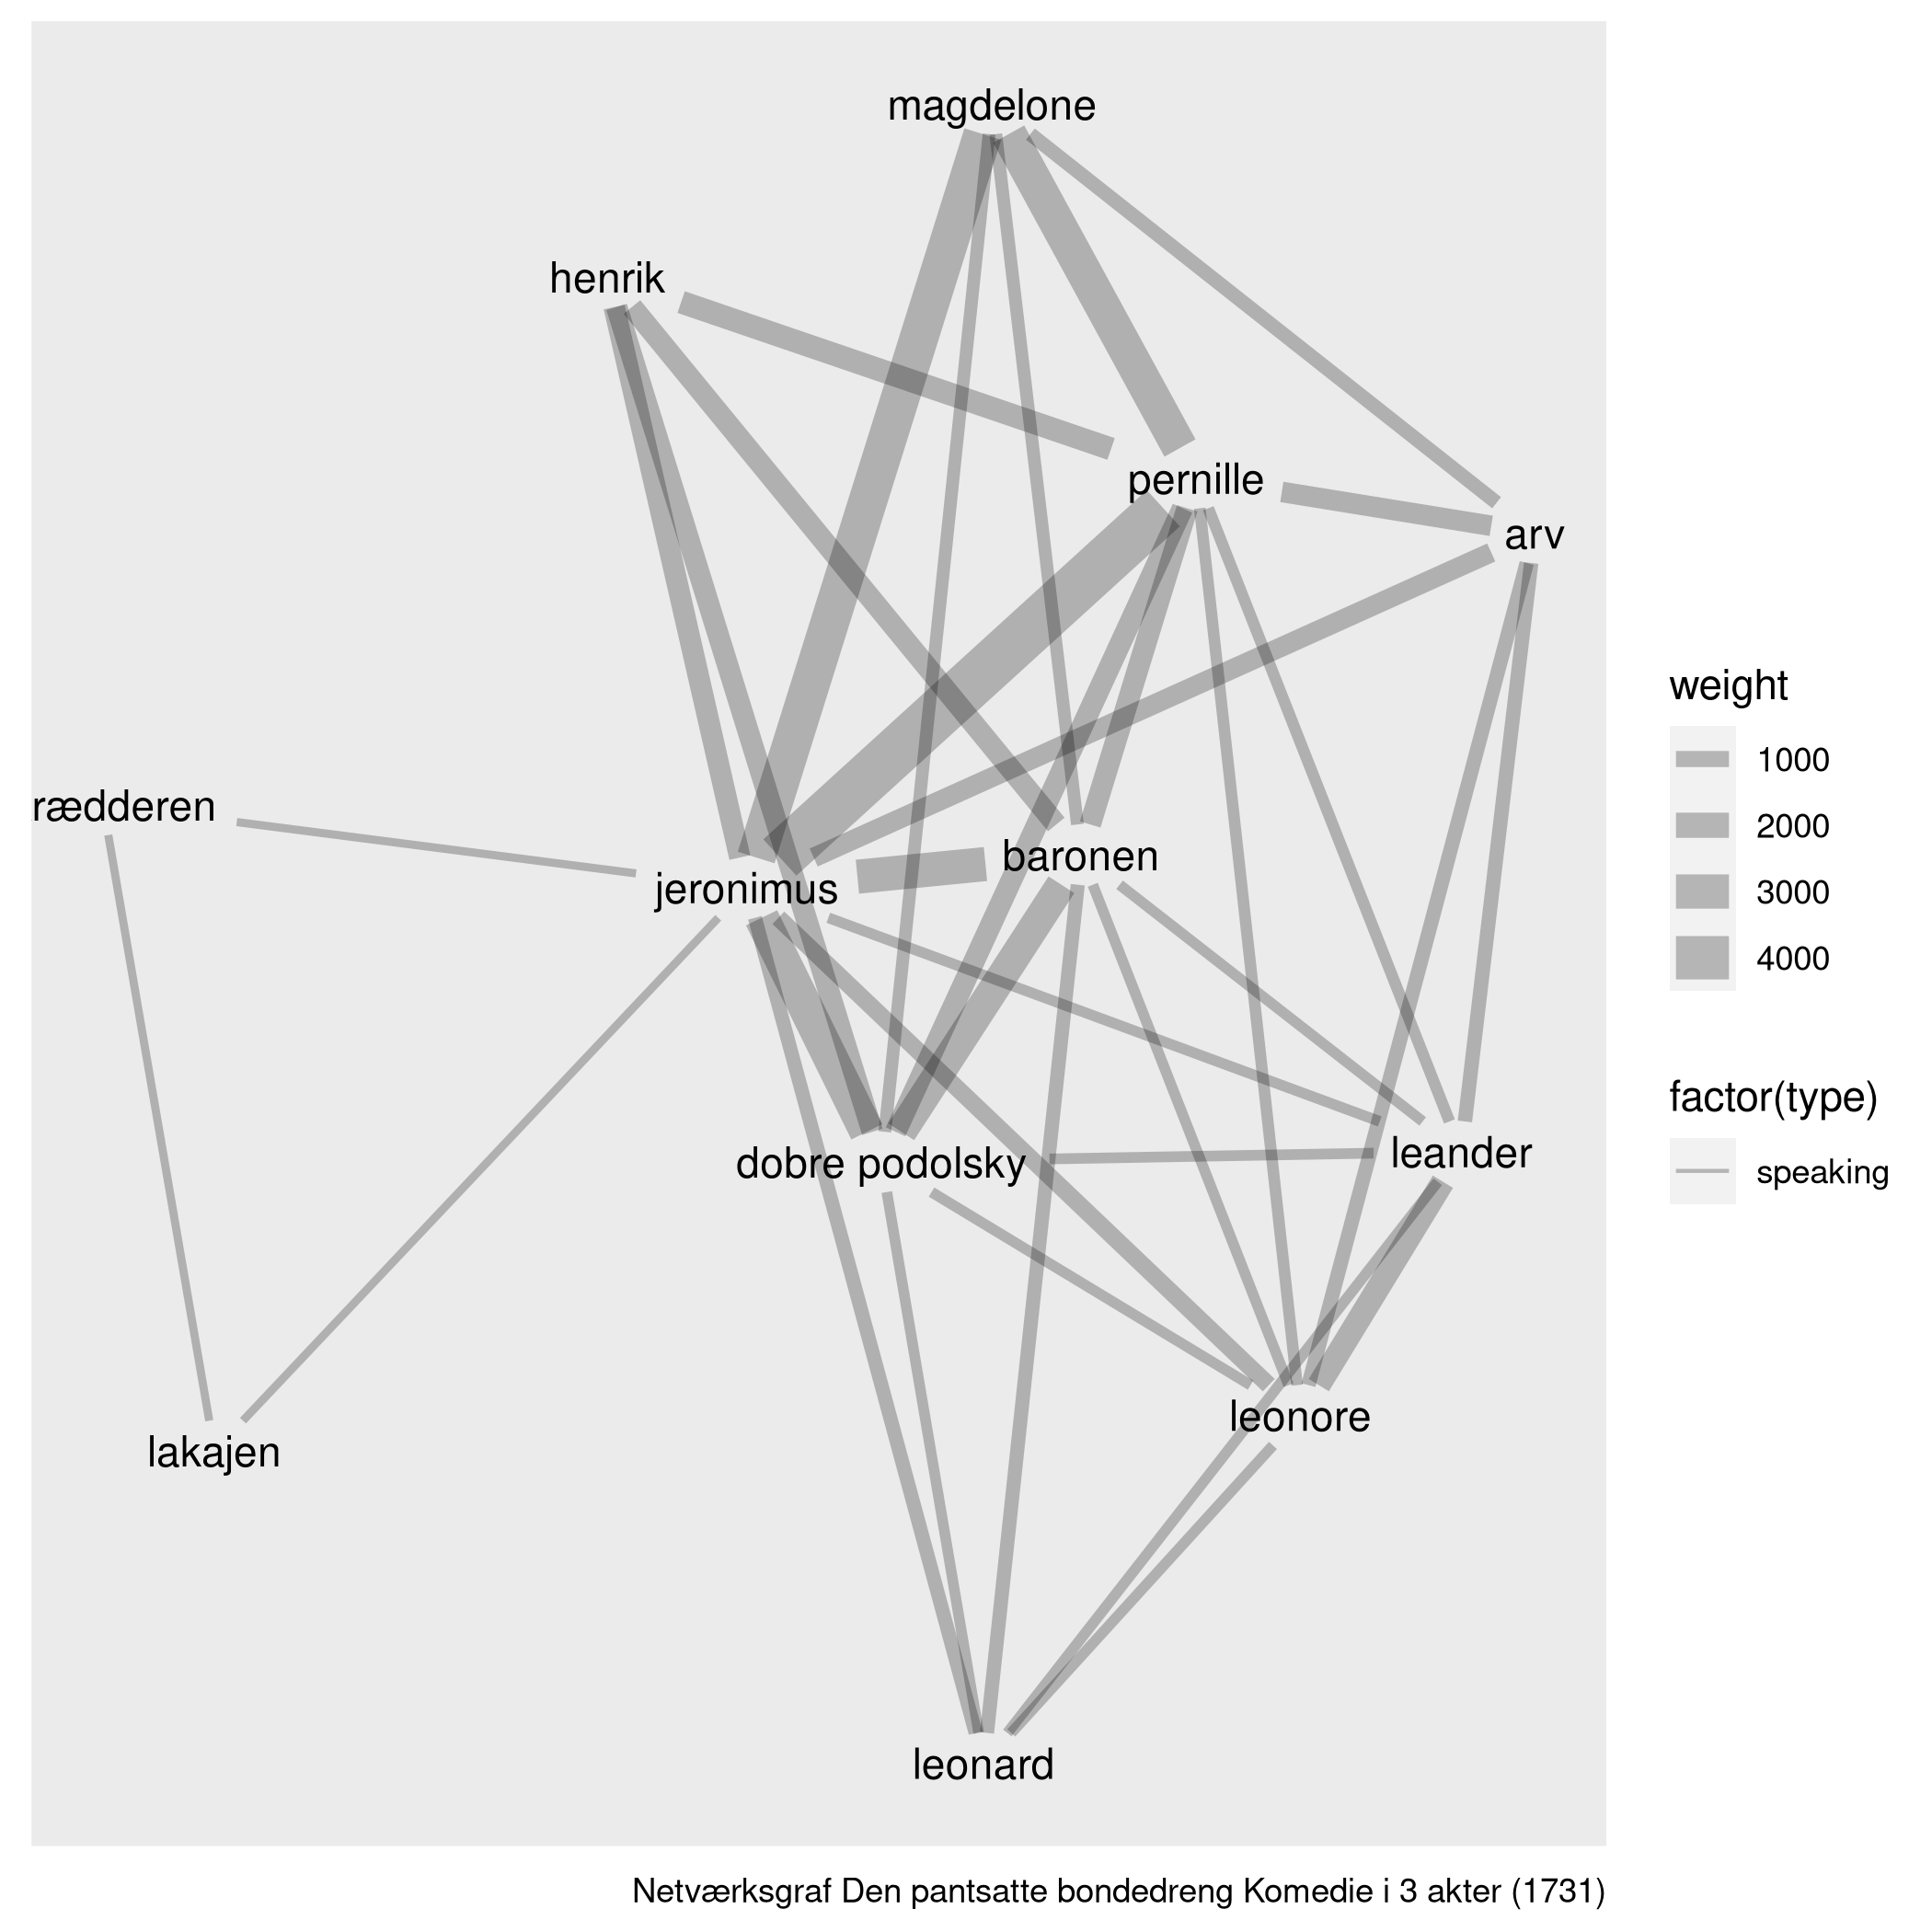 magdelone
henrik
pernille
arv
rædderen
baronen
jeronimus
dobre podolsky
leander
leonore
lakajen
leonard
weight
1000
2000
3000
4000
factor(type)
speaking
Netværksgraf Den pantsatte bondedreng Komedie i 3 akter (1731)